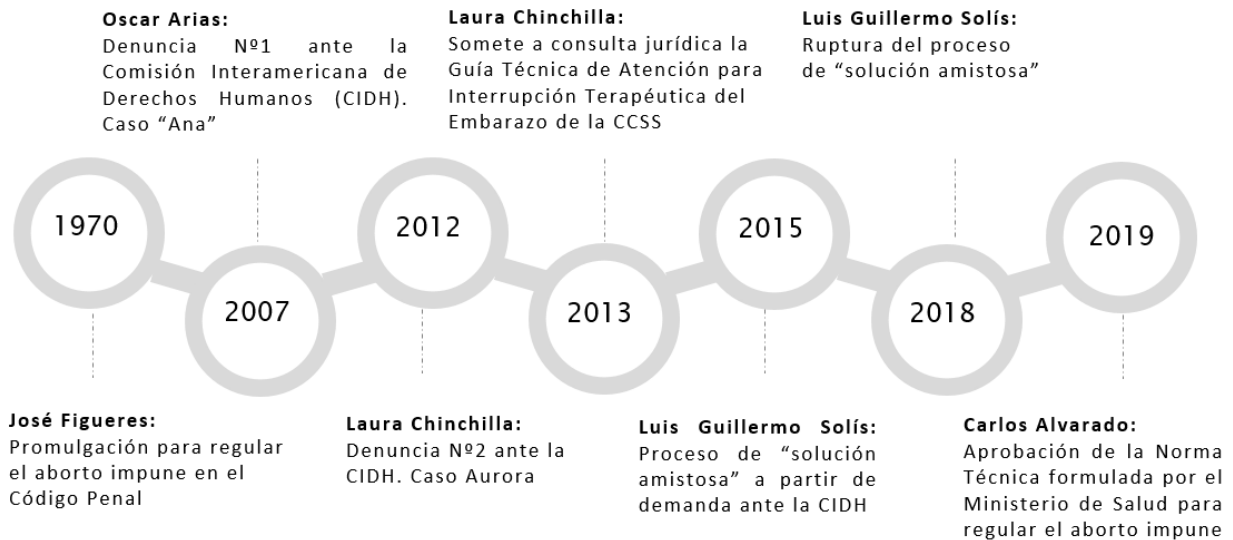 Oscar Arias:
Denuncia Nº1 ante la
Comisión Interamericana de
Derechos Humanos (CIDH).
Caso “Ana”
Laura Chinchilla:
Somete a consulta jurídica la
Guía Técnica de Atención para
Interrupción Terapéutica del
Embarazo de la CCSS
Luis Guillermo Solís:
Ruptura del proceso
de “solución amistosa”
1970
2007
2012
2013
2015
2018
2019
José Figueres:
Promulgación para regular
el aborto impune en el
Código Penal
Laura Chinchilla:
Denuncia Nº2 ante la
CIDH. Caso Aurora
Luis Guillermo Solís:
Proceso de “solución
amistosa” a partir de
demanda ante la CIDH
Carlos Alvarado:
Aprobación de la Norma
Técnica formulada por el
Ministerio de Salud para
regular el aborto impune